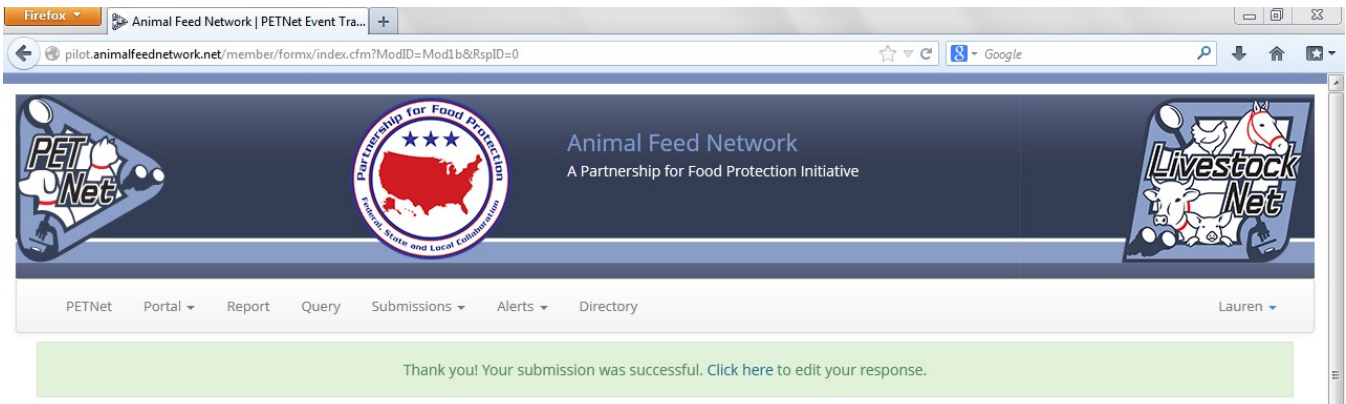 Firefox
Animal Feed Network | PETNet Event Tra...
pilot.animalfeednetwork.net/member/formx/index.cfm?ModID=Mod1b&RspID=0
Google
PET Net
Partnership for Food Protection
Federal, State and Local Collaboration
Animal Feed Network
A Partnership for Food Protection Initiative
Livestock Net
PETNet Portal Report Query Submissions Alerts Directory Lauren
Thank you! Your submission was successful. Click here to edit your response.